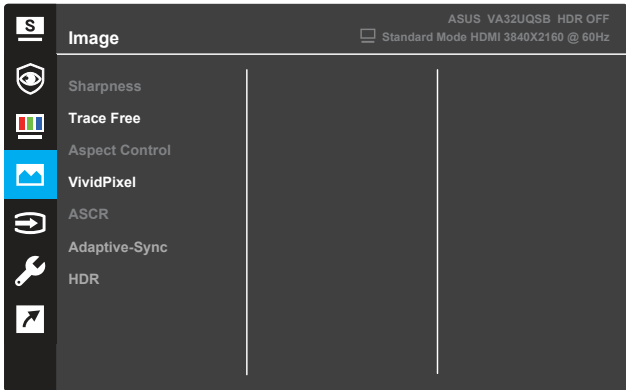 S
ASUS VA32UQSB HDR OFF
Image
Standard Mode HDMI 3840X2160 @ 60Hz
Sharpness
Trace Free
Aspect Control
VividPixel
ASCR
Adaptive-Sync
HDR